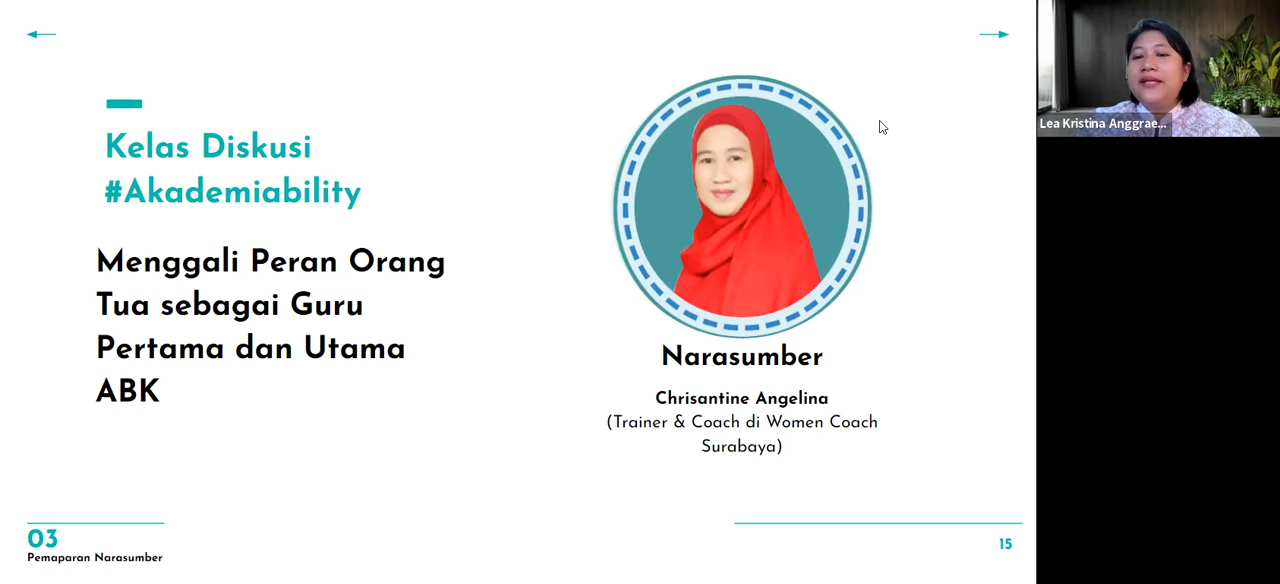 Kelas Diskusi
#Akademiability
Menggali Peran Orang
Tua sebagai Guru
Pertama dan Utama
ABK
Narasumber
Chrisantine Angelina
(Trainer & Coach di Women Coach
Surabaya)
03
Pemaparan Narasumber
15
Lea Kristina Anggrae...